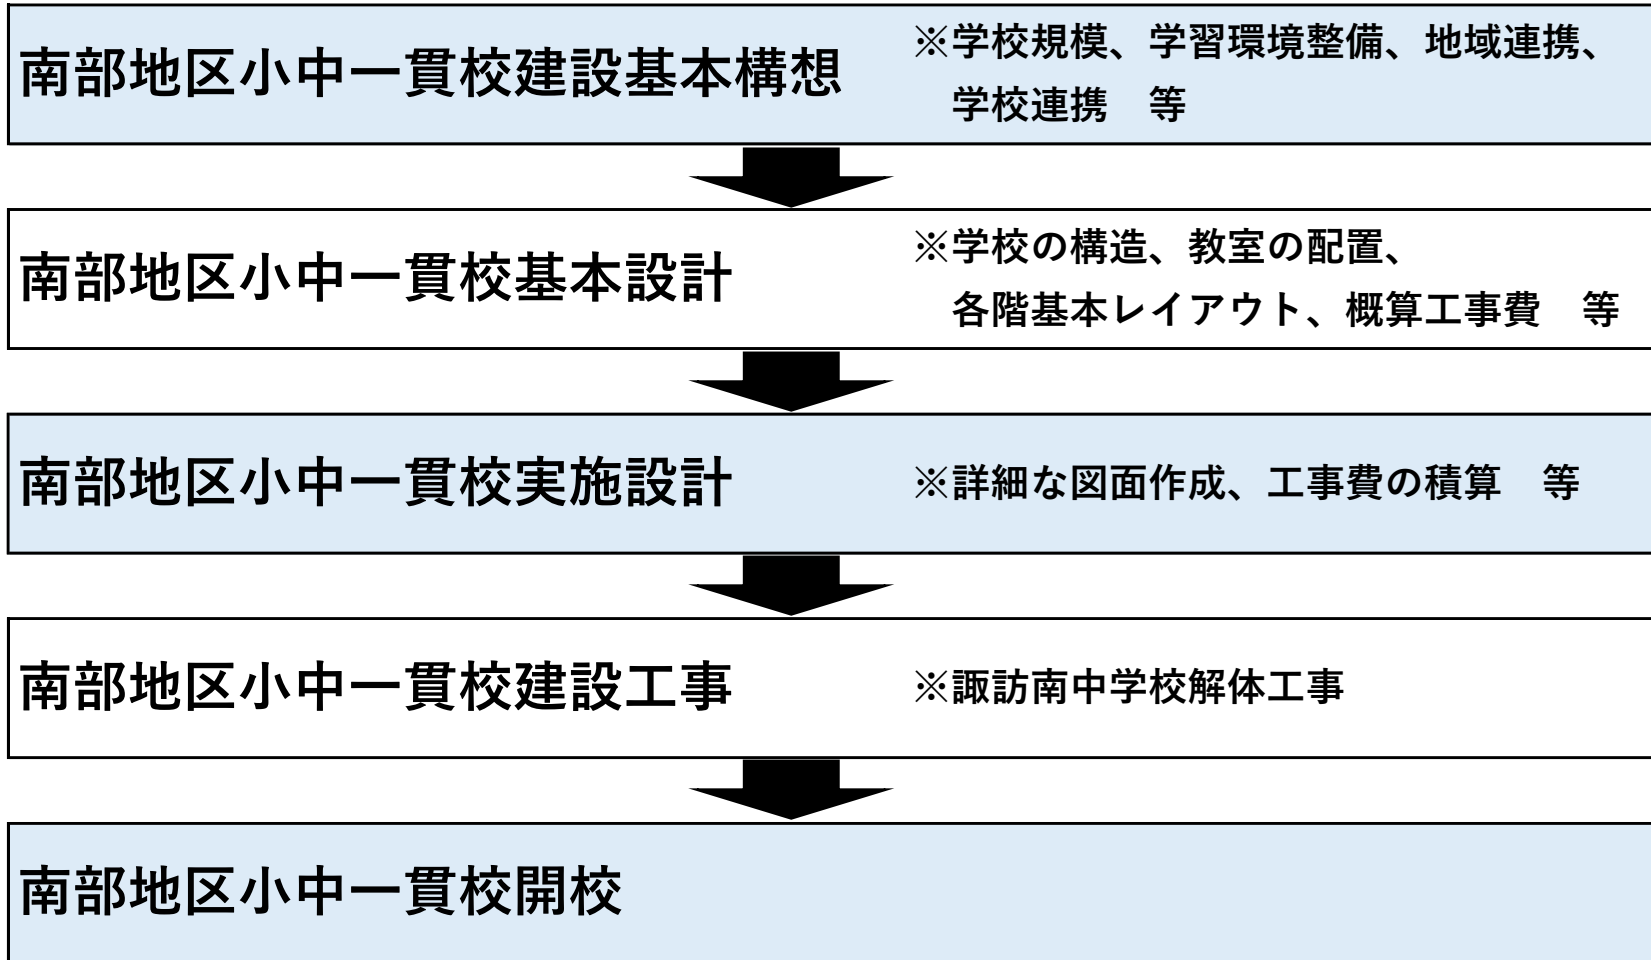 南部地区小中一貫校建設基本構想
※学校規模、学習環境整備、地域連携、
学校連携　等
南部地区小中一貫校基本設計
※学校の構造、教室の配置、
各階基本レイアウト、概算工事費　等
南部地区小中一貫校実施設計
※詳細な図面作成、工事費の積算　等
南部地区小中一貫校建設工事
※諏訪南中学校解体工事
南部地区小中一貫校開校